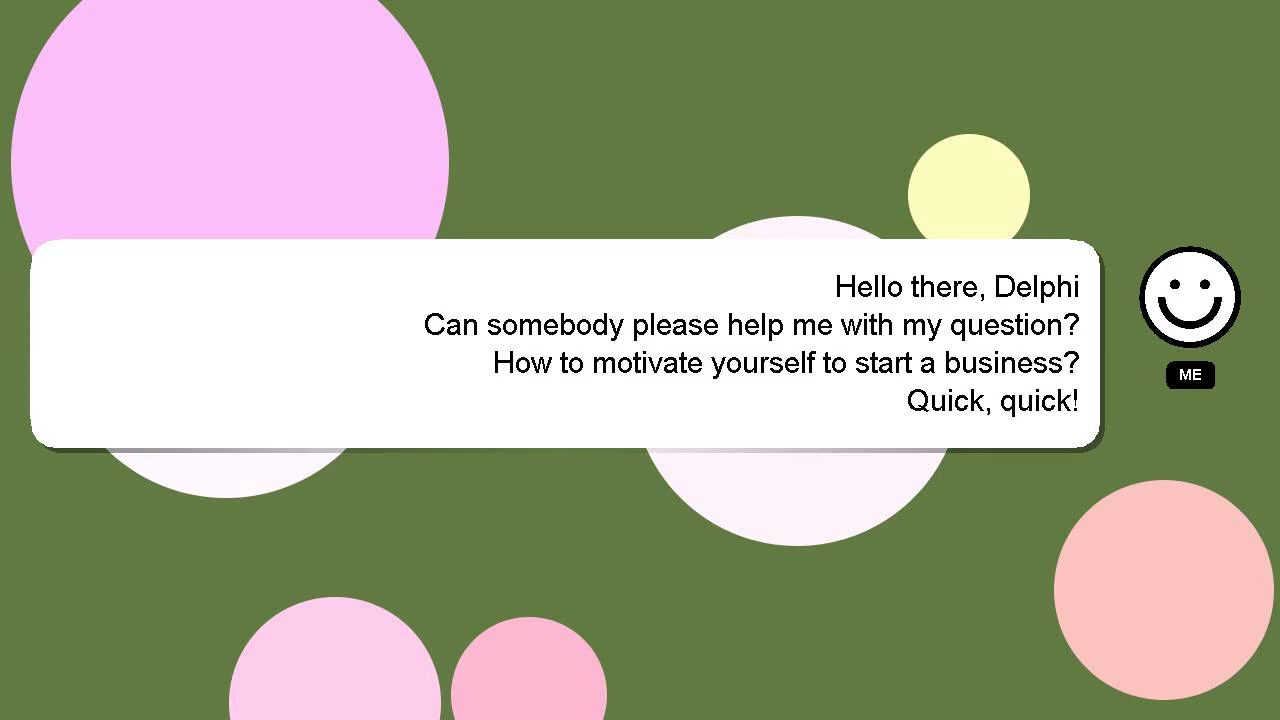 Hello there, Delphi
Can somebody please help me with my question?
How to motivate yourself to start a business?
Quick, quick!
ME